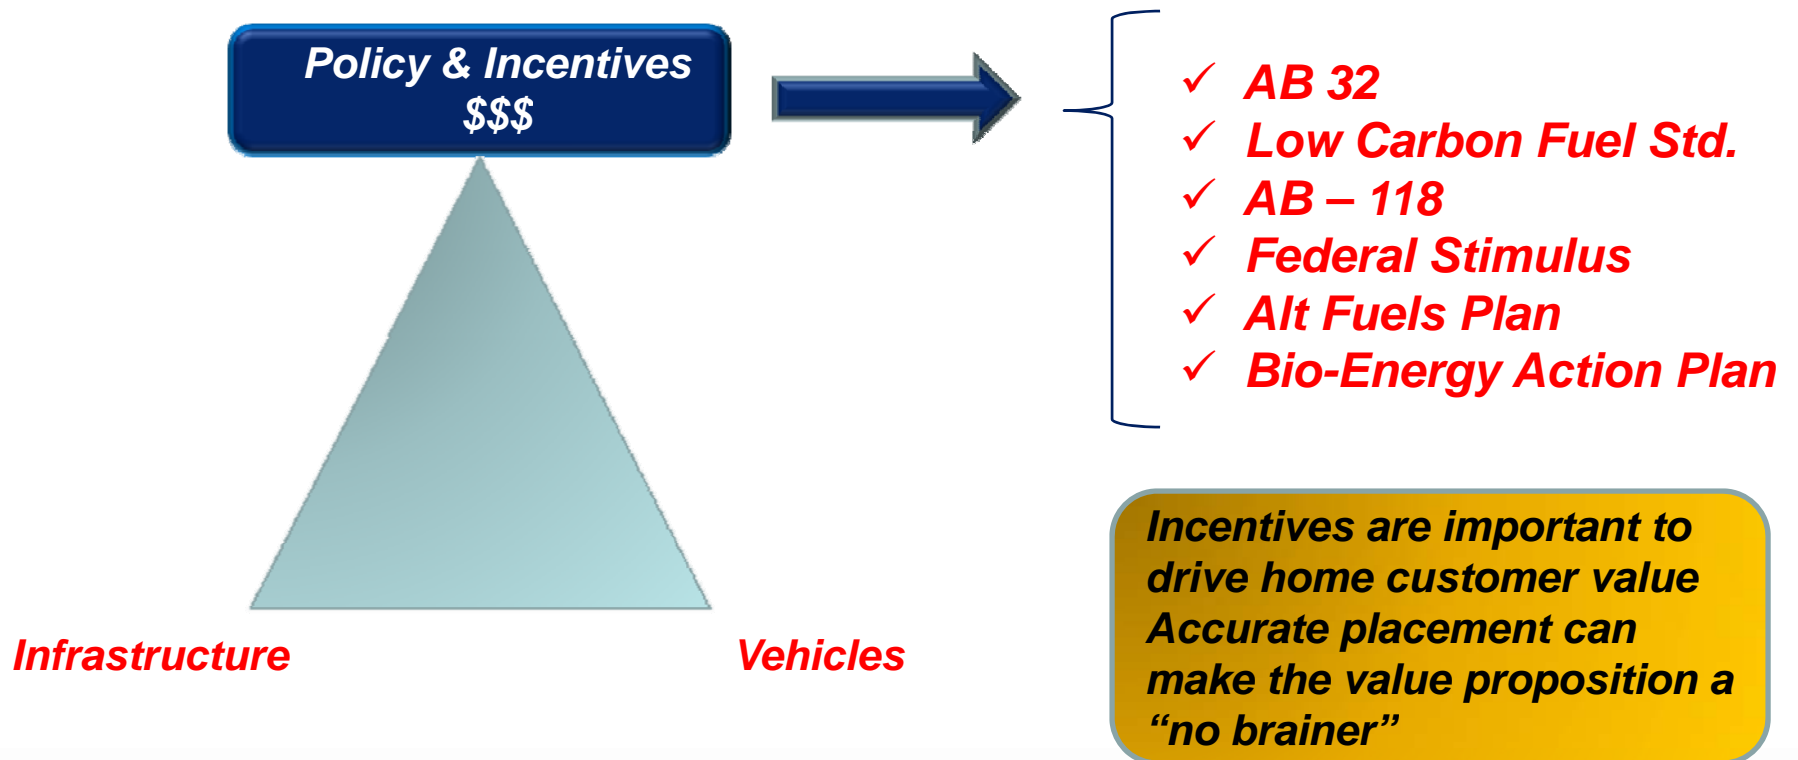 Policy & Incentives
$$$
✓ AB 32
✓ Low Carbon Fuel Std.
✓ AB – 118
✓ Federal Stimulus
✓ Alt Fuels Plan
✓ Bio-Energy Action Plan
Infrastructure
Vehicles
Incentives are important to
drive home customer value
Accurate placement can
make the value proposition a
“no brainer”